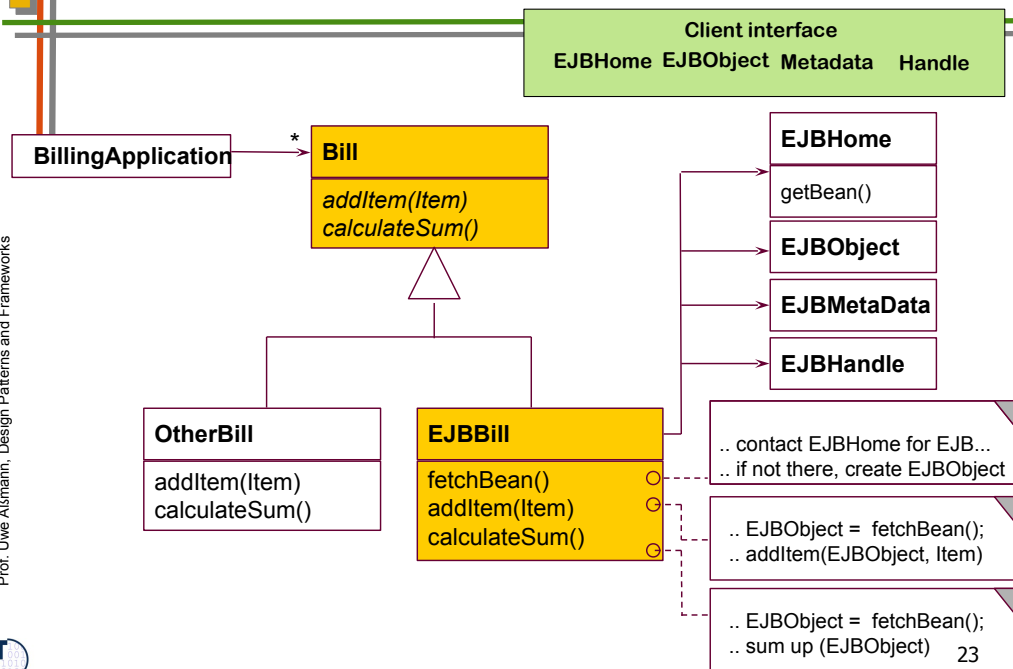 Client interface
EJBHome EJBObject Metadata Handle
BillingApplication
*
Bill
addItem(Item)
calculateSum()
EJBHome
getBean()
EJBObject
EJBMetaData
EJBHandle
OtherBill
addItem(Item)
calculateSum()
EJBBill
fetchBean()
addItem(Item)
calculateSum()
.. contact EJBHome for EJB...
.. if not there, create EJBObject
.. EJBObject = fetchBean();
.. addItem(EJBObject, Item)
.. EJBObject = fetchBean();
.. sum up (EJBObject)
23
Prof. Uwe Aßmann, Design Patterns and Frameworks